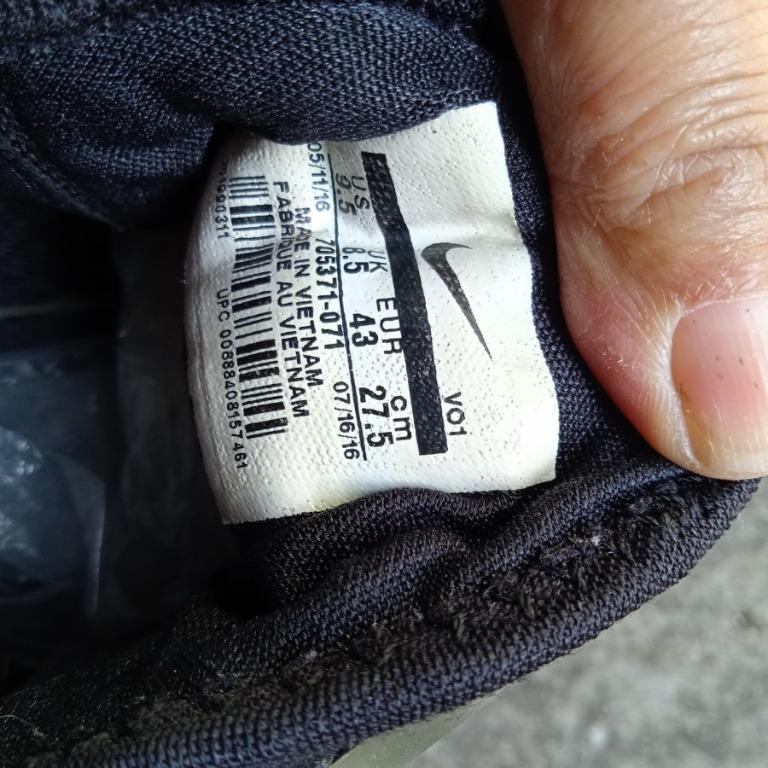 VO1
US UK EUR cm
9.5 8.5 43 27.5
05/11/16 705371-071 07/16/16
MADE IN VIETNAM
FABRIQUE AU VIETNAM
UPC 00888408157461